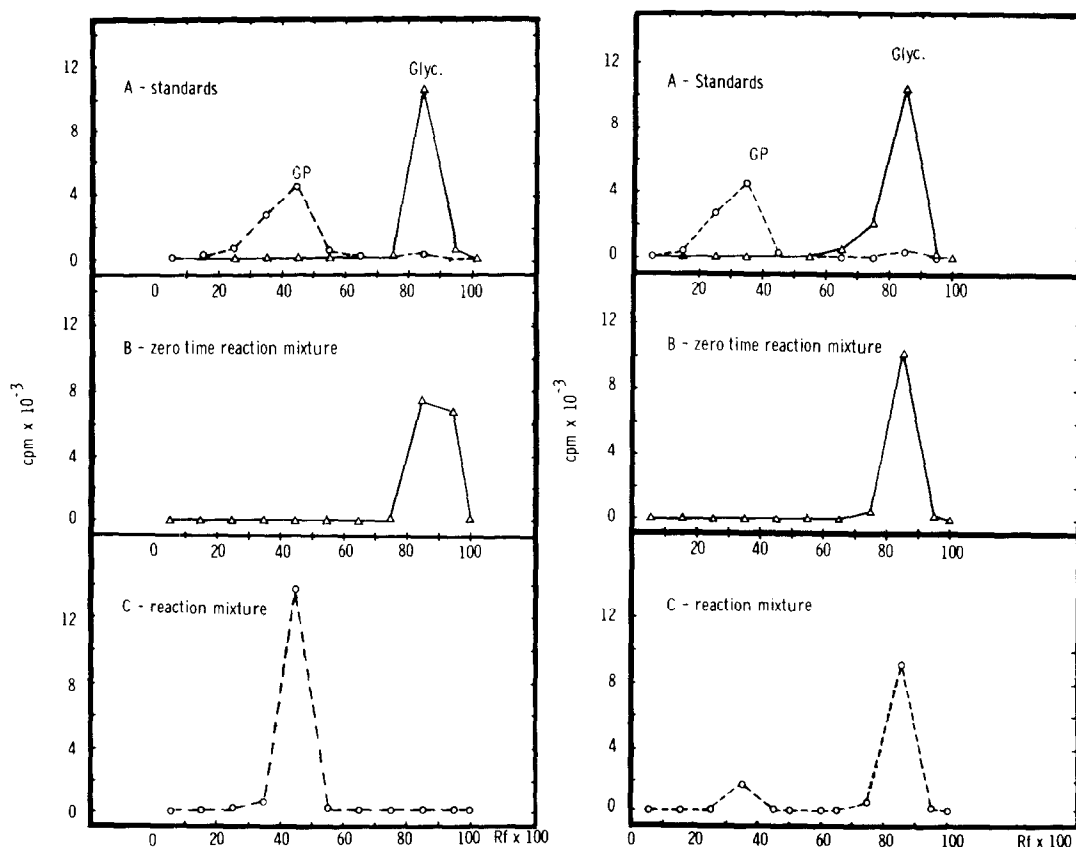 A - standards
Glyc.
GP
12
8
4
0
0 20 40 60 80 100
B - zero time reaction mixture
12
8
4
0
0 20 40 60 80 100
cpm x 10⁻³
C - reaction mixture
12
8
4
0
0 20 40 60 80 100 Rf x 100
A - Standards
Glyc.
GP
12
8
4
0
20 40 60 80 100
B - zero time reaction mixture
12
8
4
0
20 40 60 80 100
cpm x 10⁻³
C - reaction mixture
12
8
4
0
0 20 40 60 80 100 Rf x 100